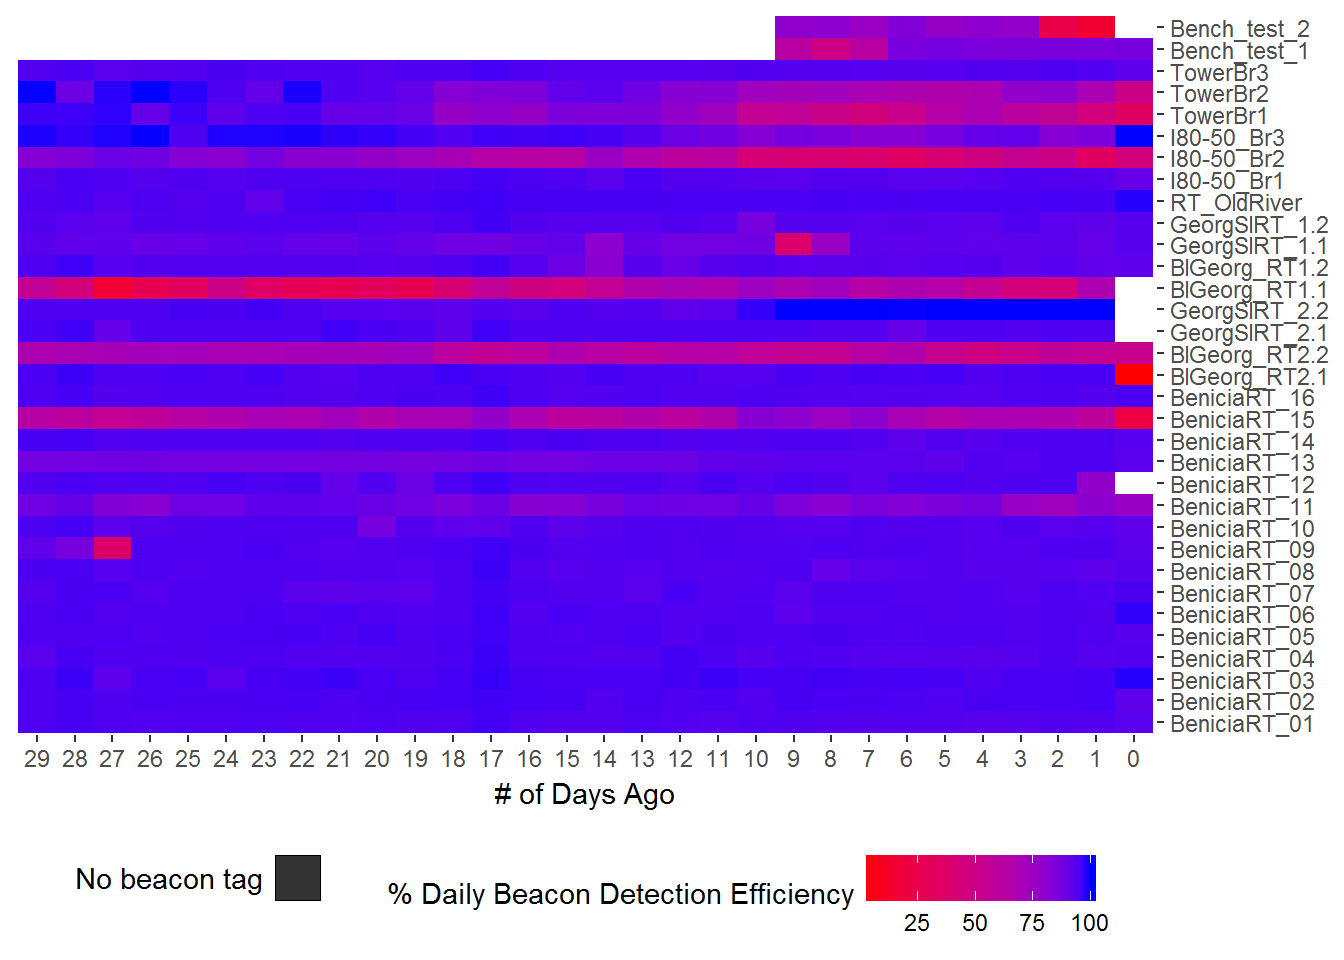 Bench_test_2
Bench_test_1
TowerBr3
TowerBr2
TowerBr1
I80-50_Br3
I80-50_Br2
I80-50_Br1
RT_OldRiver
GeorgSlRT_1.2
GeorgSlRT_1.1
BlGeorg_RT1.2
BlGeorg_RT1.1
GeorgSlRT_2.2
GeorgSlRT_2.1
BlGeorg_RT2.2
BlGeorg_RT2.1
BeniciaRT_16
BeniciaRT_15
BeniciaRT_14
BeniciaRT_13
BeniciaRT_12
BeniciaRT_11
BeniciaRT_10
BeniciaRT_09
BeniciaRT_08
BeniciaRT_07
BeniciaRT_06
BeniciaRT_05
BeniciaRT_04
BeniciaRT_03
BeniciaRT_02
BeniciaRT_01
29 28 27 26 25 24 23 22 21 20 19 18 17 16 15 14 13 12 11 10 9 8 7 6 5 4 3 2 1 0
# of Days Ago
No beacon tag
% Daily Beacon Detection Efficiency
25 50 75 100